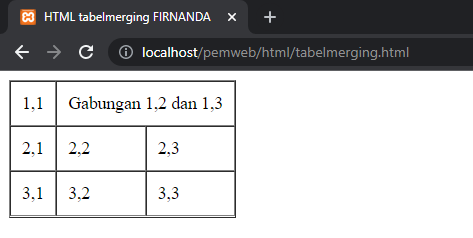 HTML tabelmerging FIRNANDA
localhost/pemweb/html/tabelmerging.html
1,1 Gabungan 1,2 dan 1,3
2,1 2,2 2,3
3,1 3,2 3,3